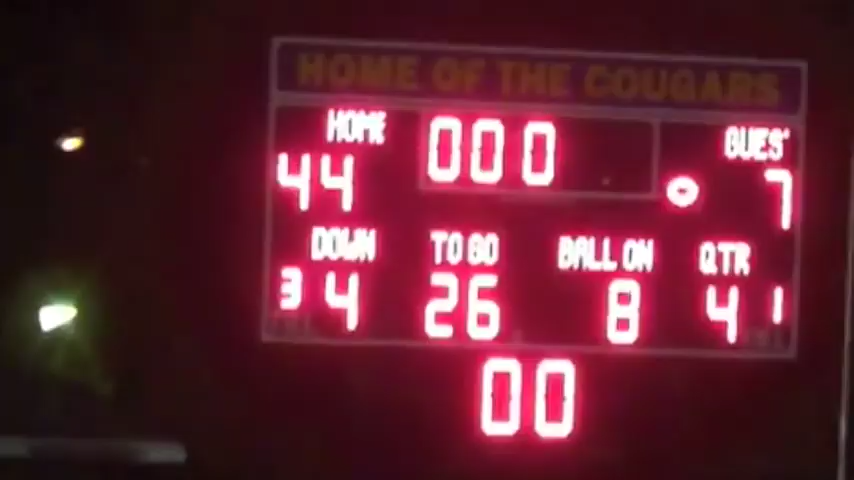 HOME OF THE COUGARS
HOME 000 GUEST
44 7
DOWN TO GO BALL ON QTR
3 4 26 8 4 1
00